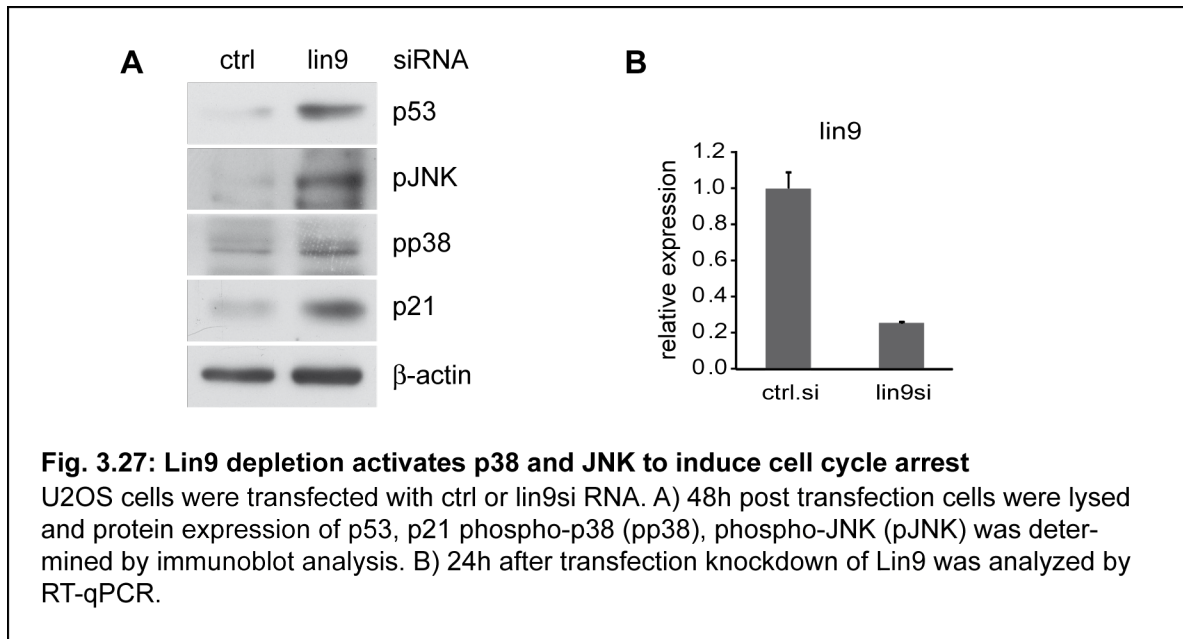 A
ctrl lin9 siRNA
p53
pJNK
pp38
p21
β-actin
B
lin9
relative expression
1.2
1.0
0.8
0.6
0.4
0.2
0.0
ctrl.si lin9si
Fig. 3.27: Lin9 depletion activates p38 and JNK to induce cell cycle arrest
U2OS cells were transfected with ctrl or lin9si RNA. A) 48h post transfection cells were lysed
and protein expression of p53, p21 phospho-p38 (pp38), phospho-JNK (pJNK) was deter-
mined by immunoblot analysis. B) 24h after transfection knockdown of Lin9 was analyzed by
RT-qPCR.